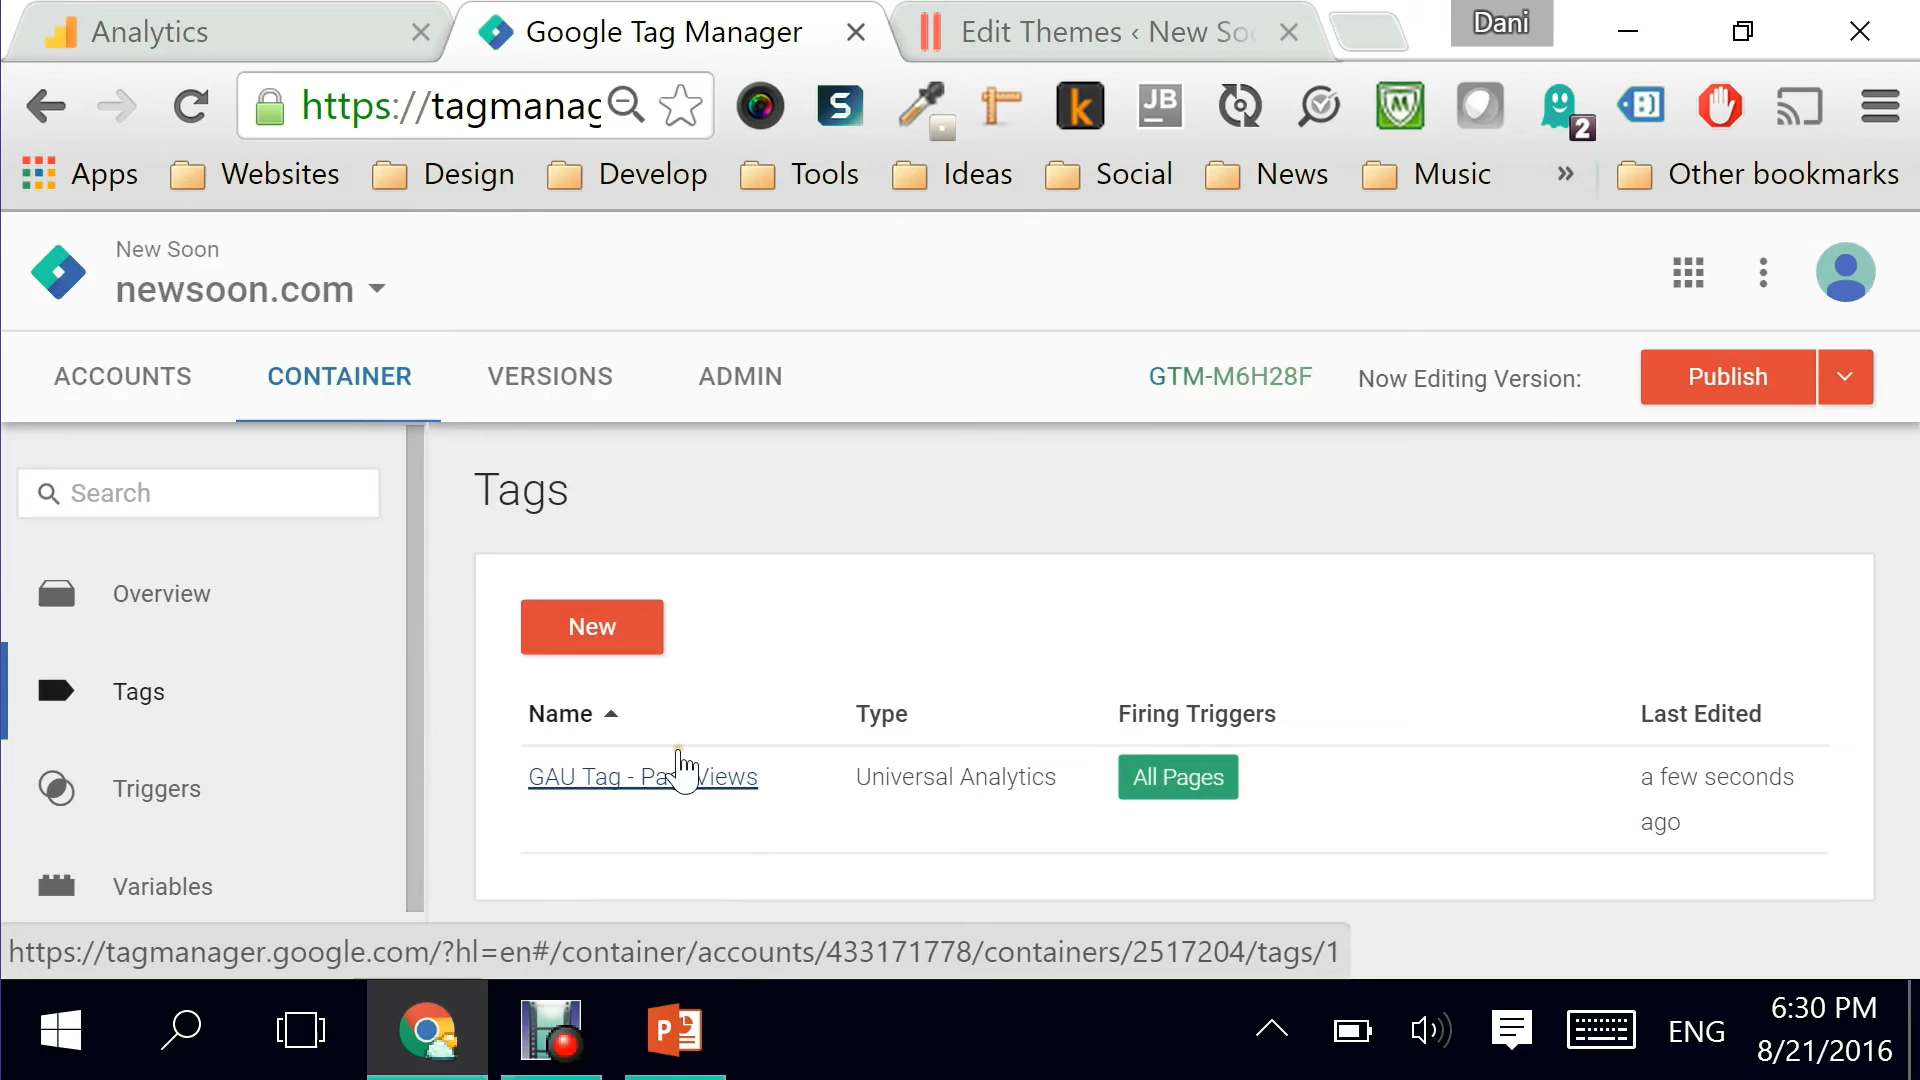 Analytics
Google Tag Manager
Edit Themes ‹ New Soo
Dani
https://tagmanag
S
k
JB
M
2
Apps
Websites
Design
Develop
Tools
Ideas
Social
News
Music
»
Other bookmarks
New Soon
newsoon.com
ACCOUNTS
CONTAINER
VERSIONS
ADMIN
GTM-M6H28F
Now Editing Version:
Publish
Search
Tags
Overview
Tags
Triggers
Variables
New
Name
Type
Firing Triggers
Last Edited
GAU Tag - Pa Views
Universal Analytics
All Pages
a few seconds
ago
https://tagmanager.google.com/?hl=en#/container/accounts/433171778/containers/2517204/tags/1
P
ENG
6:30 PM
8/21/2016